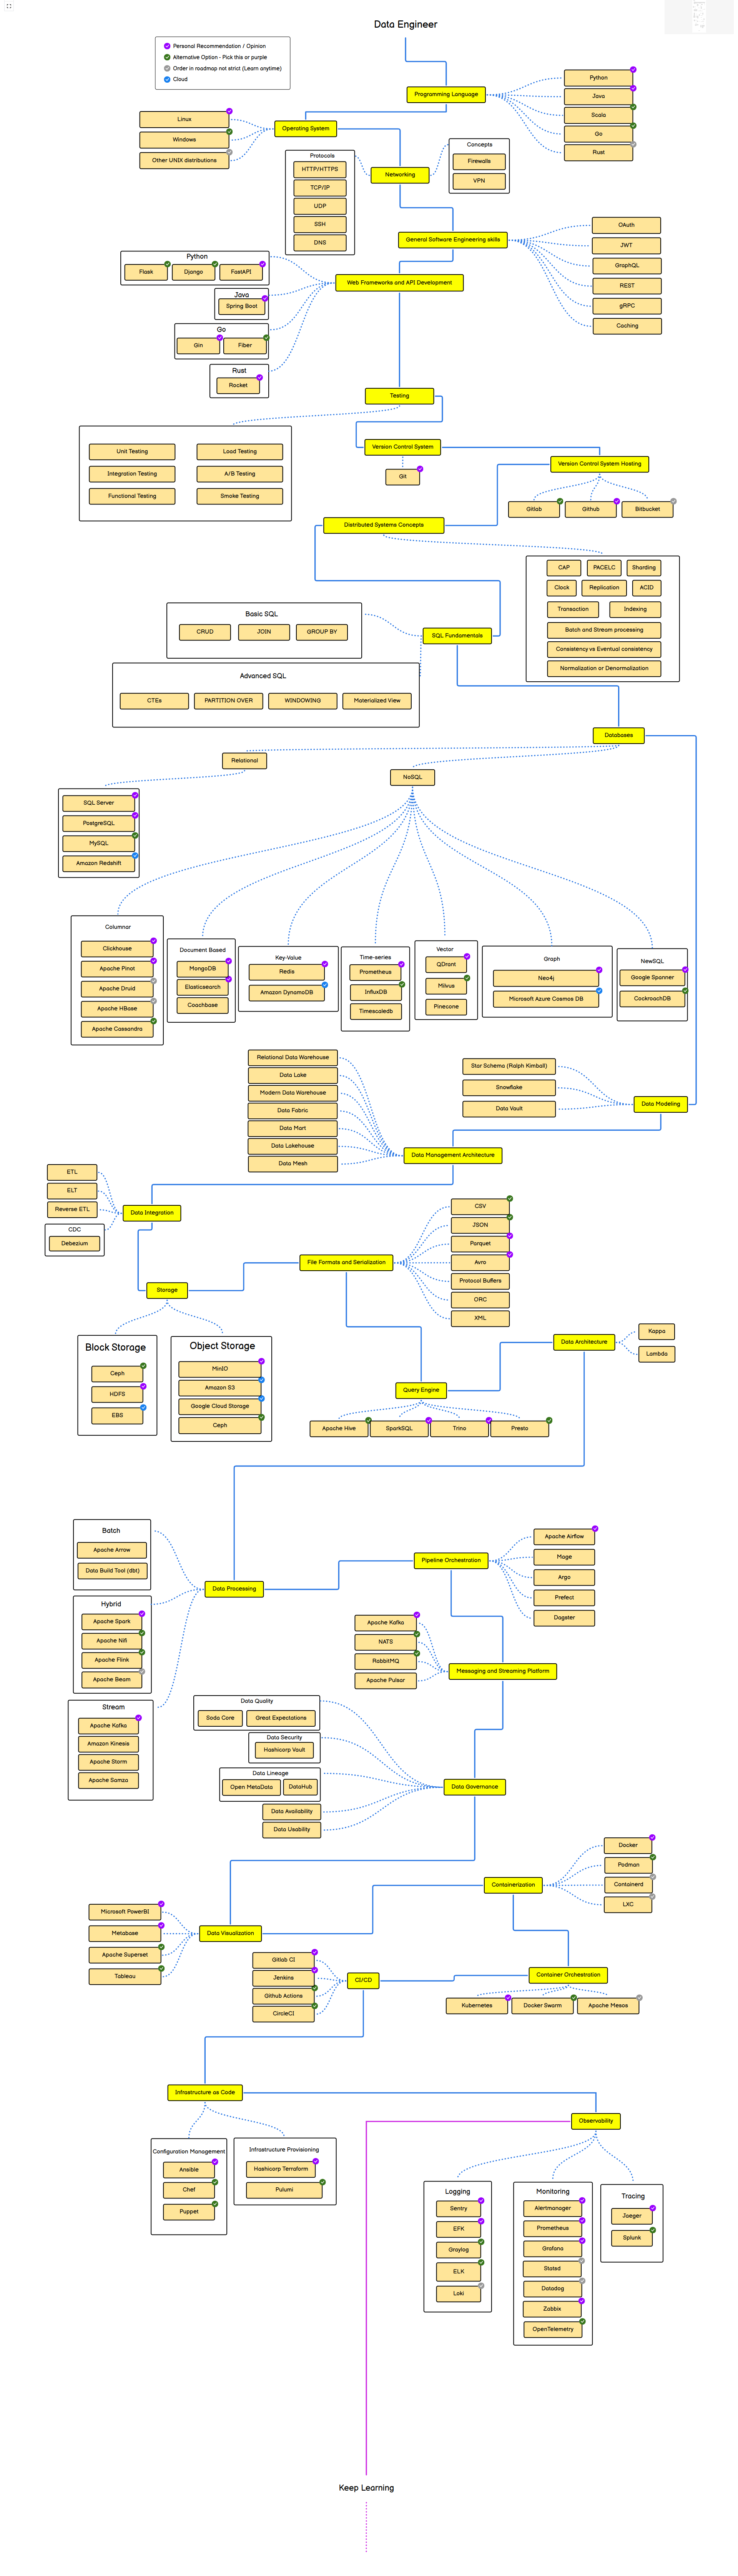 Data Engineer
Personal Recommendation / Opinion
Alternative Option - Pick this or purple
Order in roadmap not strict (Learn anytime)
Cloud
Programming Language
Python
Java
Scala
Go
Rust
Operating System
Linux
Windows
Other UNIX distributions
Networking
Protocols
HTTP/HTTPS
TCP/IP
UDP
SSH
DNS
Concepts
Firewalls
VPN
General Software Engineering skills
OAuth
JWT
GraphQL
REST
gRPC
Caching
Web Frameworks and API Development
Python
Flask
Django
FastAPI
Java
Spring Boot
Go
Gin
Fiber
Rust
Rocket
Testing
Unit Testing
Load Testing
Integration Testing
A/B Testing
Functional Testing
Smoke Testing
Version Control System
Git
Version Control System Hosting
Gitlab
Github
Bitbucket
Distributed Systems Concepts
CAP
PACELC
Sharding
Clock
Replication
ACID
Transaction
Indexing
Batch and Stream processing
Consistency vs Eventual consistency
Normalization or Denormalization
SQL Fundamentals
Basic SQL
CRUD
JOIN
GROUP BY
Advanced SQL
CTEs
PARTITION OVER
WINDOWING
Materialized View
Databases
Relational
SQL Server
PostgreSQL
MySQL
Amazon Redshift
NoSQL
Columnar
Clickhouse
Apache Pinot
Apache Druid
Apache HBase
Apache Cassandra
Document Based
MongoDB
Elasticsearch
Coachbase
Key-Value
Redis
Amazon DynamoDB
Time-series
Prometheus
InfluxDB
Timescaledb
Vector
QDrant
Milvus
Pinecone
Graph
Neo4j
Microsoft Azure Cosmos DB
NewSQL
Google Spanner
CockroachDB
Data Modeling
Star Schema (Ralph Kimball)
Snowflake
Data Vault
Data Management Architecture
Relational Data Warehouse
Data Lake
Modern Data Warehouse
Data Fabric
Data Mart
Data Lakehouse
Data Mesh
Data Integration
ETL
ELT
Reverse ETL
CDC
Debezium
Storage
Block Storage
Ceph
HDFS
EBS
Object Storage
MinIO
Amazon S3
Google Cloud Storage
Ceph
File Formats and Serialization
CSV
JSON
Parquet
Avro
Protocol Buffers
ORC
XML
Query Engine
Apache Hive
SparkSQL
Trino
Presto
Data Architecture
Kappa
Lambda
Data Processing
Batch
Apache Arrow
Data Build Tool (dbt)
Hybrid
Apache Spark
Apache Nifi
Apache Flink
Apache Beam
Stream
Apache Kafka
Amazon Kinesis
Apache Storm
Apache Samza
Pipeline Orchestration
Apache Airflow
Mage
Argo
Prefect
Dagster
Messaging and Streaming Platform
Apache Kafka
NATS
RabbitMQ
Apache Pulsar
Data Governance
Data Quality
Soda Core
Great Expectations
Data Security
Hashicorp Vault
Data Lineage
Open MetaData
DataHub
Data Availability
Data Usability
Data Visualization
Microsoft PowerBI
Metabase
Apache Superset
Tableau
Containerization
Docker
Podman
Containerd
LXC
Container Orchestration
Kubernetes
Docker Swarm
Apache Mesos
CI/CD
Gitlab CI
Jenkins
Github Actions
CircleCI
Infrastructure as Code
Configuration Management
Ansible
Chef
Puppet
Infrastructure Provisioning
Hashicorp Terraform
Pulumi
Observability
Logging
Sentry
EFK
Graylog
ELK
Loki
Monitoring
Alertmanager
Prometheus
Grafana
Statsd
Datadog
Zabbix
OpenTelemetry
Tracing
Jaeger
Splunk
Keep Learning